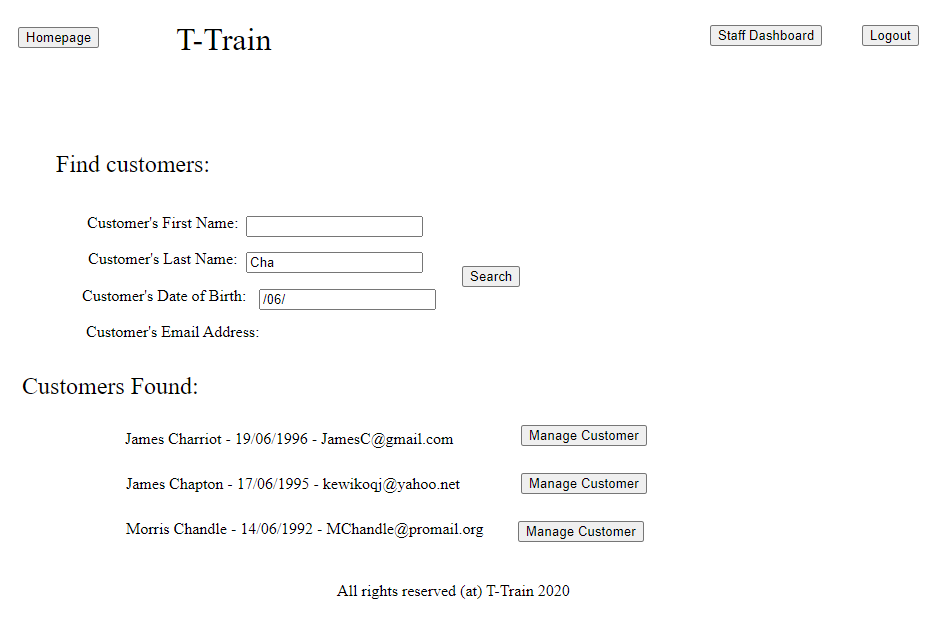 Homepage T-Train Staff Dashboard Logout
Find customers:
Customer's First Name:
Customer's Last Name: Cha
Search
Customer's Date of Birth: /06/
Customer's Email Address:
Customers Found:
James Charriot - 19/06/1996 - JamesC@gmail.com Manage Customer
James Chapton - 17/06/1995 - kewikoqj@yahoo.net Manage Customer
Morris Chandle - 14/06/1992 - MChandle@promail.org Manage Customer
All rights reserved (at) T-Train 2020